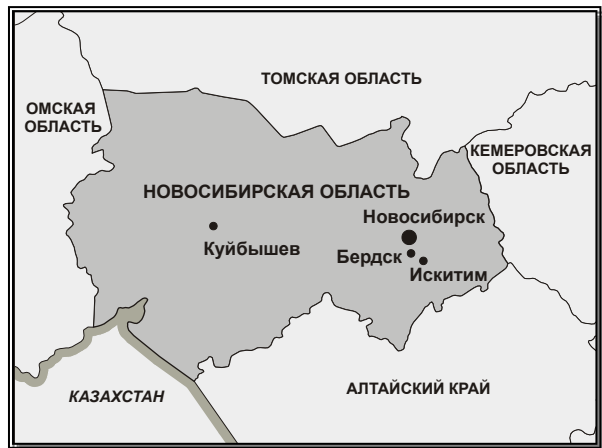 ТОМСКАЯ ОБЛАСТЬ
ОМСКАЯ
ОБЛАСТЬ
КЕМЕРОВСКАЯ
ОБЛАСТЬ
НОВОСИБИРСКАЯ ОБЛАСТЬ
Новосибирск
Куйбышев
Бердск
Искитим
КАЗАХСТАН
АЛТАЙСКИЙ КРАЙ